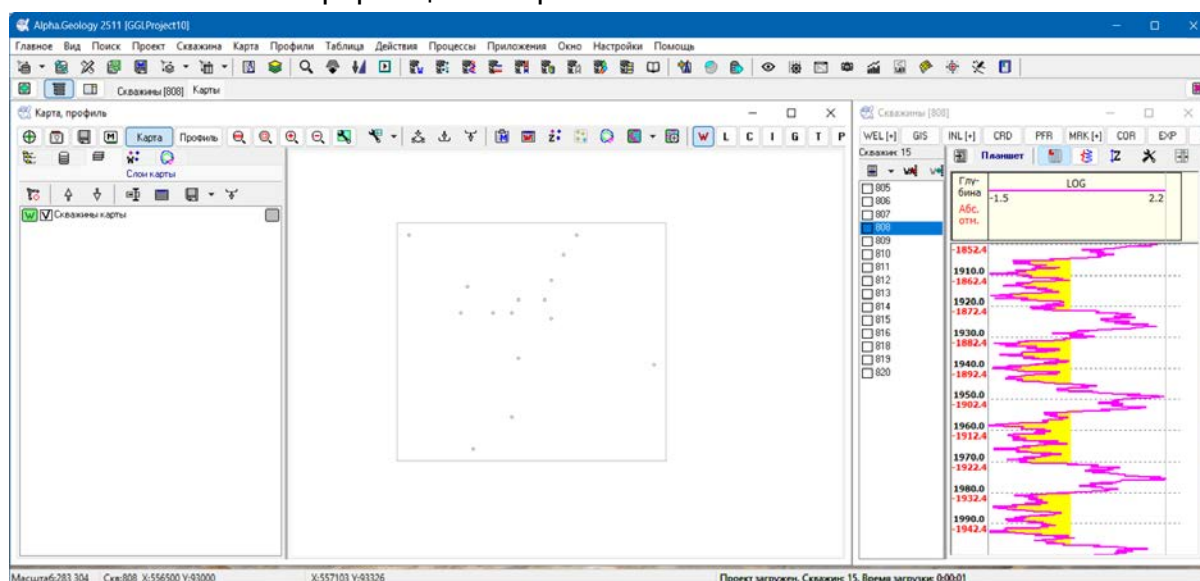 Alpha.Geology 2511 [GGLProject10]
Главное Вид Поиск Проект Скважина Карта Профили Таблица Действия Процессы Приложения Окно Настройки Помощь
Скважины [808] Карты
Карта, профиль
Скважины [808]
Карта Профиль W L C I G T P
WEL [+] GIS INL [+] CRD PFR MRK [+] COR EXP
Слои карты
Скважин: 15
Планшет
W Скважины карты
Глу-
бина
Абс.
отм.
LOG
-1.5 2.2
805
806
807
808
809
810
811
812
813
814
815
816
818
819
820
-1852.4
1910.0
-1862.4
1920.0
-1872.4
1930.0
-1882.4
1940.0
-1892.4
1950.0
-1902.4
1960.0
-1912.4
1970.0
-1922.4
1980.0
-1932.4
1990.0
-1942.4
Масштаб:283 304 Скв:808 X:556500 Y:93000 X:557103 Y:93326 Проект загружен. Скважин: 15. Время загрузки: 0:00:01